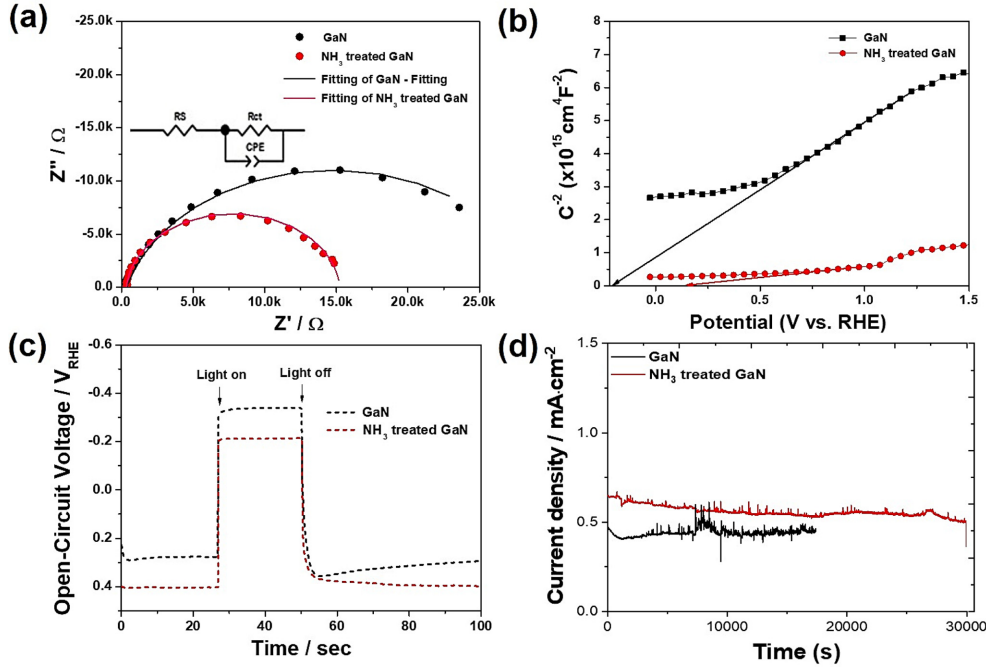 (a)
-25.0k
-20.0k
-15.0k
-10.0k
-5.0k
0.0
Z" / Ω
GaN
NH3 treated GaN
Fitting of GaN - Fitting
Fitting of NH3 treated GaN
RS
Rct
CPE
0.0 5.0k 10.0k 15.0k 20.0k 25.0k
Z' / Ω
(b)
8
7
6
5
4
3
2
1
0
C-2 (x1015cm4F-2)
GaN
NH3 treated GaN
0.0 0.5 1.0 1.5
Potential (V vs. RHE)
(c)
-0.6
-0.4
-0.2
0.0
0.2
0.4
Open-Circuit Voltage / VRHE
Light on
Light off
GaN
NH3 treated GaN
0 20 40 60 80 100
Time / sec
(d)
1.5
1.0
0.5
0.0
Current density / mA·cm-2
GaN
NH3 treated GaN
0 10000 20000 30000
Time (s)